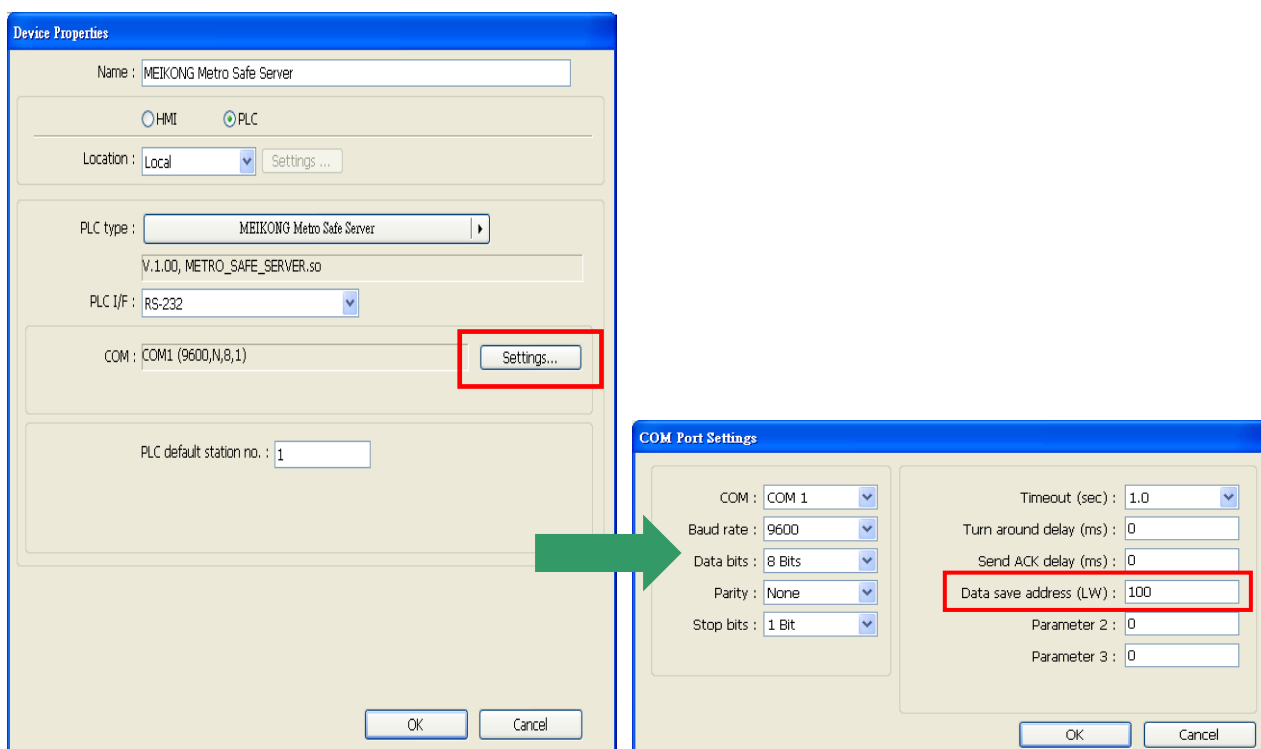 Device Properties
Name : MEIKONG Metro Safe Server
HMI PLC
Location : Local Settings ...
PLC type : MEIKONG Metro Safe Server
V.1.00, METRO_SAFE_SERVER.so
PLC I/F : RS-232
COM : COM1 (9600,N,8,1) Settings...
PLC default station no. : 1
OK Cancel
COM Port Settings
COM : COM 1
Baud rate : 9600
Data bits : 8 Bits
Parity : None
Stop bits : 1 Bit
Timeout (sec) : 1.0
Turn around delay (ms) : 0
Send ACK delay (ms) : 0
Data save address (LW) : 100
Parameter 2 : 0
Parameter 3 : 0
OK Cancel